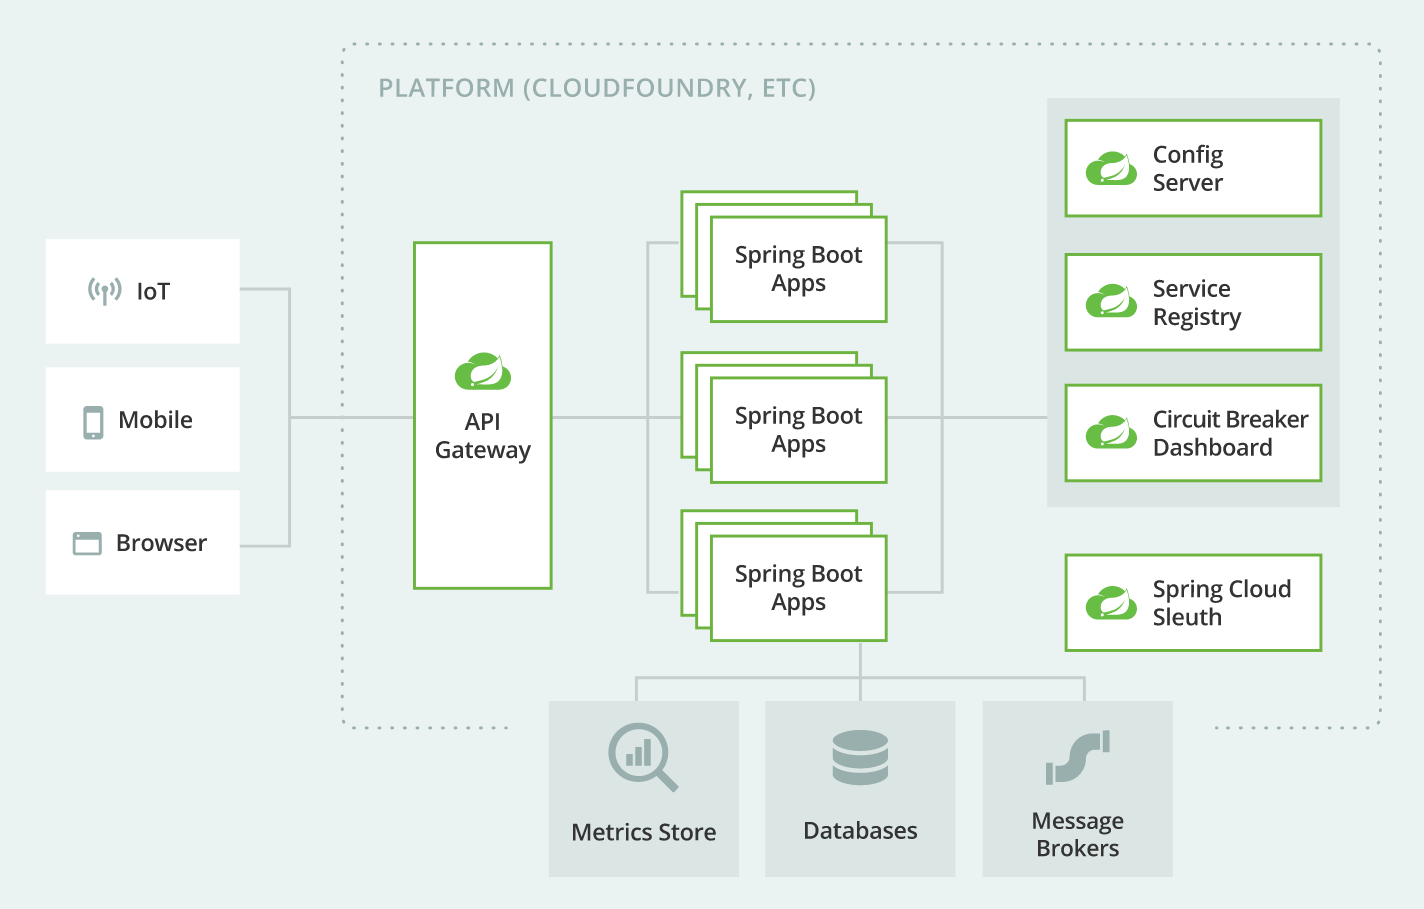 PLATFORM (CLOUDFOUNDRY, ETC)
IoT
Mobile
Browser
API
Gateway
Spring Boot
Apps
Spring Boot
Apps
Spring Boot
Apps
Config
Server
Service
Registry
Circuit Breaker
Dashboard
Spring Cloud
Sleuth
Metrics Store
Databases
Message
Brokers